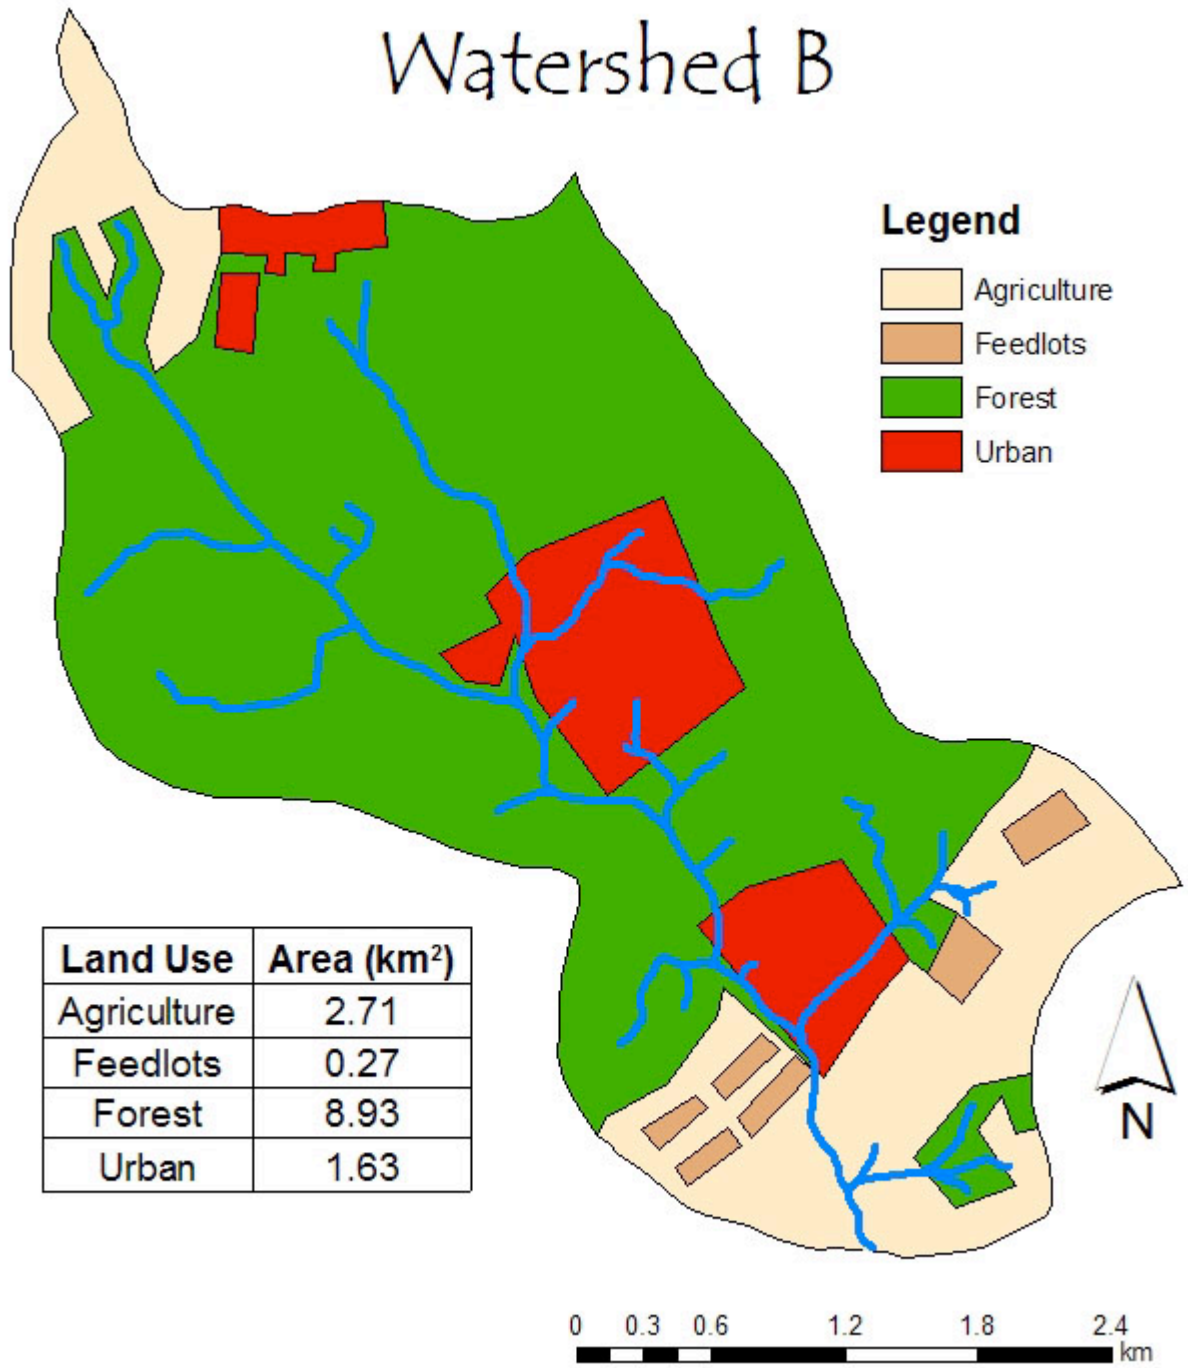 Watershed B
Legend
Agriculture
Feedlots
Forest
Urban
Land Use Area (km²)
Agriculture 2.71
Feedlots 0.27
Forest 8.93
Urban 1.63
N
0 0.3 0.6 1.2 1.8 2.4
km